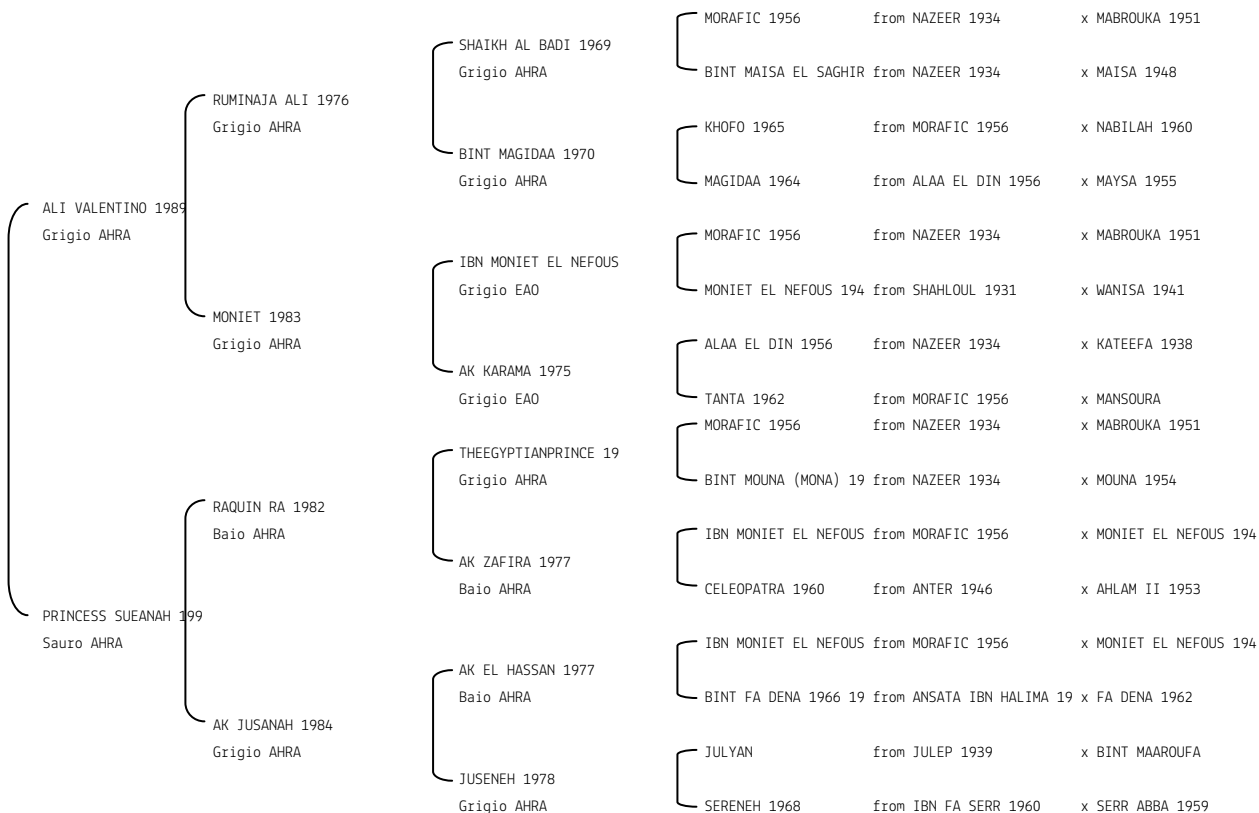 MORAFIC 1956 from NAZEER 1934 x MABROUKA 1951
SHAIKH AL BADI 1969
Grigio AHRA
BINT MAISA EL SAGHIR from NAZEER 1934 x MAISA 1948
RUMINAJA ALI 1976
Grigio AHRA
KHOFO 1965 from MORAFIC 1956 x NABILAH 1960
BINT MAGIDAA 1970
Grigio AHRA
MAGIDAA 1964 from ALAA EL DIN 1956 x MAYSA 1955
ALI VALENTINO 1989
Grigio AHRA
MORAFIC 1956 from NAZEER 1934 x MABROUKA 1951
IBN MONIET EL NEFOUS
Grigio EAO
MONIET EL NEFOUS 194 from SHAHLOUL 1931 x WANISA 1941
MONIET 1983
Grigio AHRA
ALAA EL DIN 1956 from NAZEER 1934 x KATEEFA 1938
AK KARAMA 1975
Grigio EAO
TANTA 1962 from MORAFIC 1956 x MANSOURA
MORAFIC 1956 from NAZEER 1934 x MABROUKA 1951
THEEGYPTIANPRINCE 19
Grigio AHRA
BINT MOUNA (MONA) 19 from NAZEER 1934 x MOUNA 1954
RAQUIN RA 1982
Baio AHRA
IBN MONIET EL NEFOUS from MORAFIC 1956 x MONIET EL NEFOUS 194
AK ZAFIRA 1977
Baio AHRA
CELEOPATRA 1960 from ANTER 1946 x AHLAM II 1953
PRINCESS SUEANAH 199
Sauro AHRA
IBN MONIET EL NEFOUS from MORAFIC 1956 x MONIET EL NEFOUS 194
AK EL HASSAN 1977
Baio AHRA
BINT FA DENA 1966 19 from ANSATA IBN HALIMA 19 x FA DENA 1962
AK JUSANAH 1984
Grigio AHRA
JULYAN from JULEP 1939 x BINT MAAROUFA
JUSENEH 1978
Grigio AHRA
SERENEH 1968 from IBN FA SERR 1960 x SERR ABBA 1959